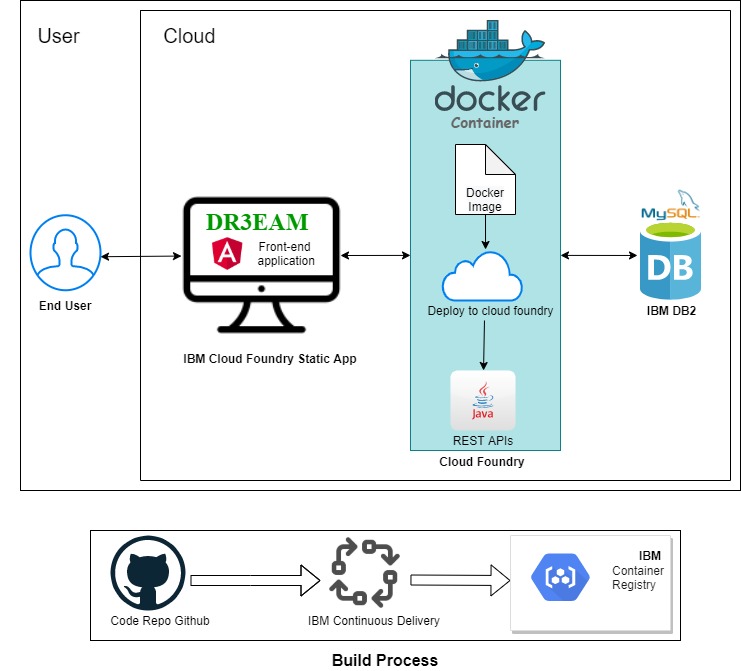 User
Cloud
docker
Container
Docker
Image
DR3EAM
Front-end
application
MySQL
DB
Deploy to cloud foundry
End User
IBM DB2
IBM Cloud Foundry Static App
Java
REST APIs
Cloud Foundry
IBM
Container
Registry
Code Repo Github
IBM Continuous Delivery
Build Process